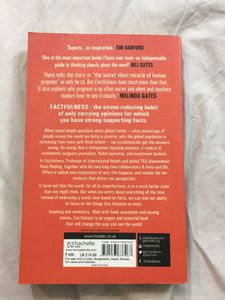 'Superb... an inspiration.' TIM HARFORD
'One of the most important books I have ever read—an indispensable
guide to thinking clearly about the world' BILL GATES
'Hans tells the story of "the secret silent miracle of human
progress" as only he can. But Factfulness does much more than that.
It also explains why progress is so often secret and silent and teaches
readers how to see it clearly.' MELINDA GATES
FACTFULNESS: the stress-reducing habit
of only carrying opinions for which
you have strong supporting facts.
When asked simple questions about global trends —what percentage of
people around the world are living in poverty; why the global population is
increasing; how many girls finish school— we systematically get the answers
wrong. So wrong that a chimpanzee choosing answers at random will
consistently outguess journalists, Nobel laureates, and investment bankers.
In Factfulness, Professor of International Health and global TED phenomenon
Hans Rosling, together with his two long-time collaborators Ola and Anna,
offers a radical new explanation of why this happens, and reveals the ten
instincts that distort our perspective.
It turns out that the world, for all its imperfections, is in a much better state
than we might think. But when we worry about everything all the time
instead of embracing a world view based on facts, we can lose our ability
to focus on the things that threaten us most.
Inspiring and revelatory, filled with lively anecdotes and moving
stories, Factfulness is an urgent and essential book that
will change the way you see the world
www.hodder.co.uk
hachette
INDIA
₹ 499 UK £14.99